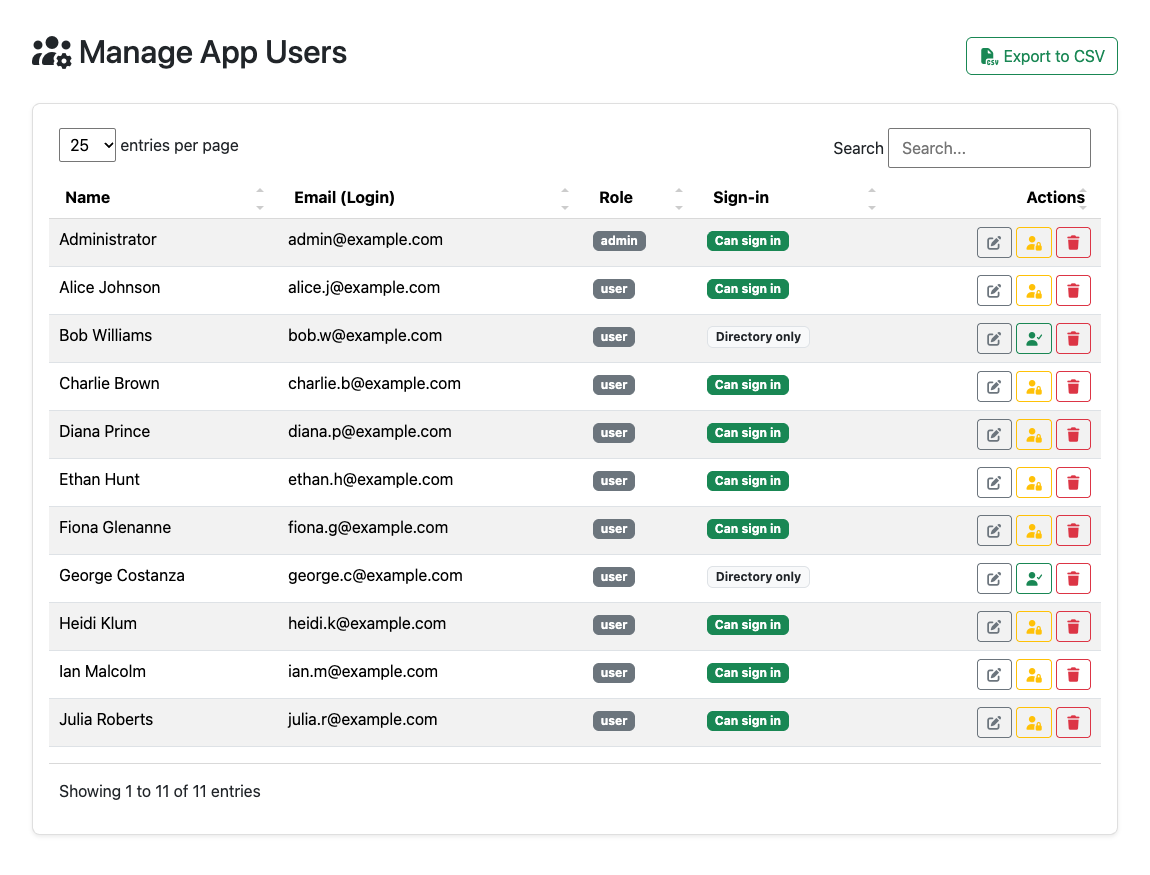 Manage App Users
Export to CSV
25 entries per page
Search Search...
Name Email (Login) Role Sign-in Actions
Administrator admin@example.com admin Can sign in
Alice Johnson alice.j@example.com user Can sign in
Bob Williams bob.w@example.com user Directory only
Charlie Brown charlie.b@example.com user Can sign in
Diana Prince diana.p@example.com user Can sign in
Ethan Hunt ethan.h@example.com user Can sign in
Fiona Glenanne fiona.g@example.com user Can sign in
George Costanza george.c@example.com user Directory only
Heidi Klum heidi.k@example.com user Can sign in
Ian Malcolm ian.m@example.com user Can sign in
Julia Roberts julia.r@example.com user Can sign in
Showing 1 to 11 of 11 entries